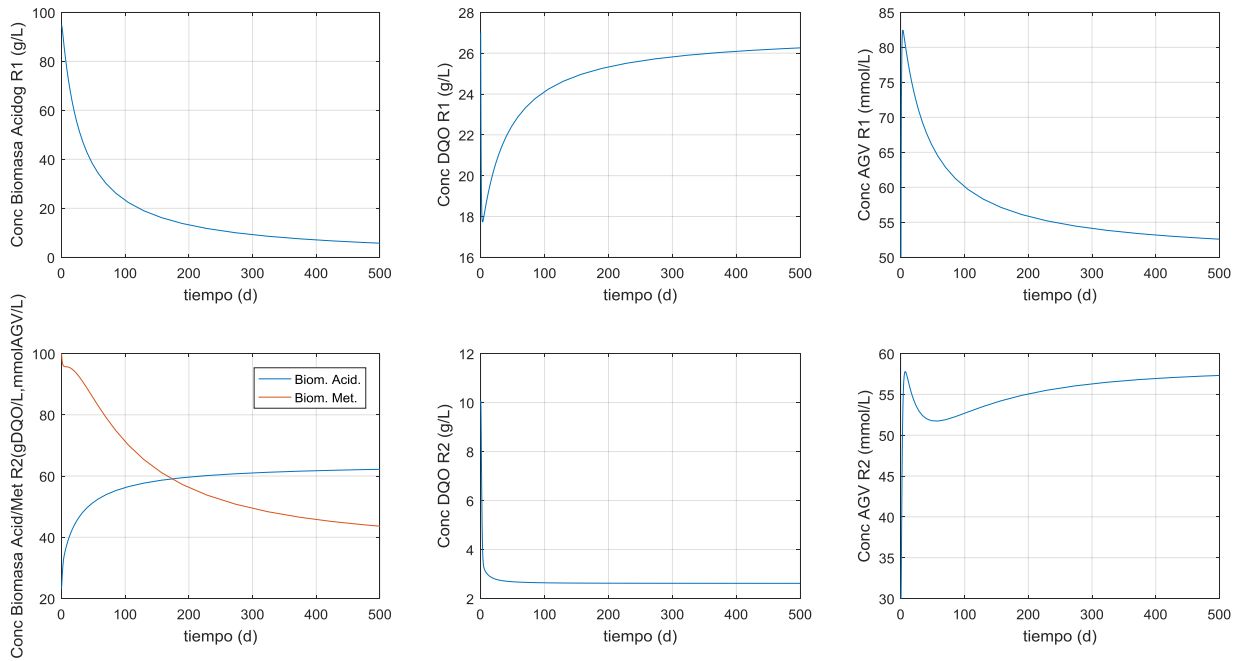 Conc Biomasa Acidog R1 (g/L)
100
80
60
40
20
0
0 100 200 300 400 500
tiempo (d)
Conc DQO R1 (g/L)
28
26
24
22
20
18
16
0 100 200 300 400 500
tiempo (d)
Conc AGV R1 (mmol/L)
85
80
75
70
65
60
55
50
0 100 200 300 400 500
tiempo (d)
Conc Biomasa Acid/Met R2(gDQO/L,mmolAGV/L)
100
80
60
40
20
Biom. Acid.
Biom. Met.
0 100 200 300 400 500
tiempo (d)
Conc DQO R2 (g/L)
12
10
8
6
4
2
0 100 200 300 400 500
tiempo (d)
Conc AGV R2 (mmol/L)
60
55
50
45
40
35
30
0 100 200 300 400 500
tiempo (d)